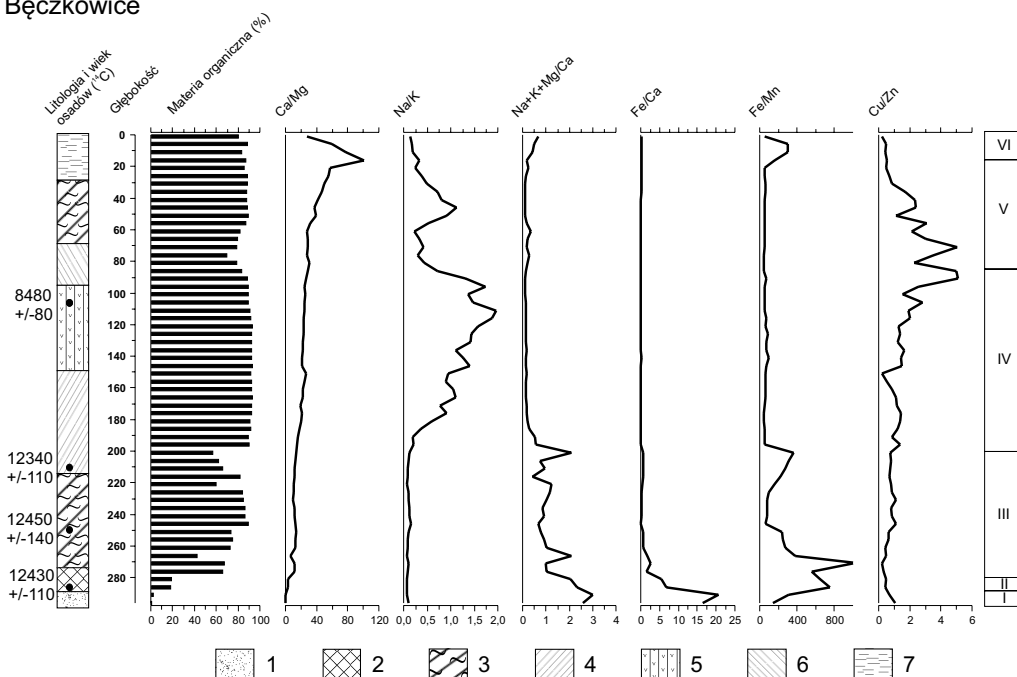 Bęczkowice
Litologia i wiek
osadów (¹⁴C)
Głębokość
Materia organiczna (%)
Ca/Mg
Na/K
Na+K+Mg/Ca
Fe/Ca
Fe/Mn
Cu/Zn
0
20
40
60
80
100
120
140
160
180
200
220
240
260
280
8480
+/-80
12340
+/-110
12450
+/-140
12430
+/-110
VI
V
IV
III
II
I
0 20 40 60 80 100
0 40 80 120
0,0 0,5 1,0 1,5 2,0
0 1 2 3 4
0 5 10 15 20 25
0 400 800
0 2 4 6
1 2 3 4 5 6 7